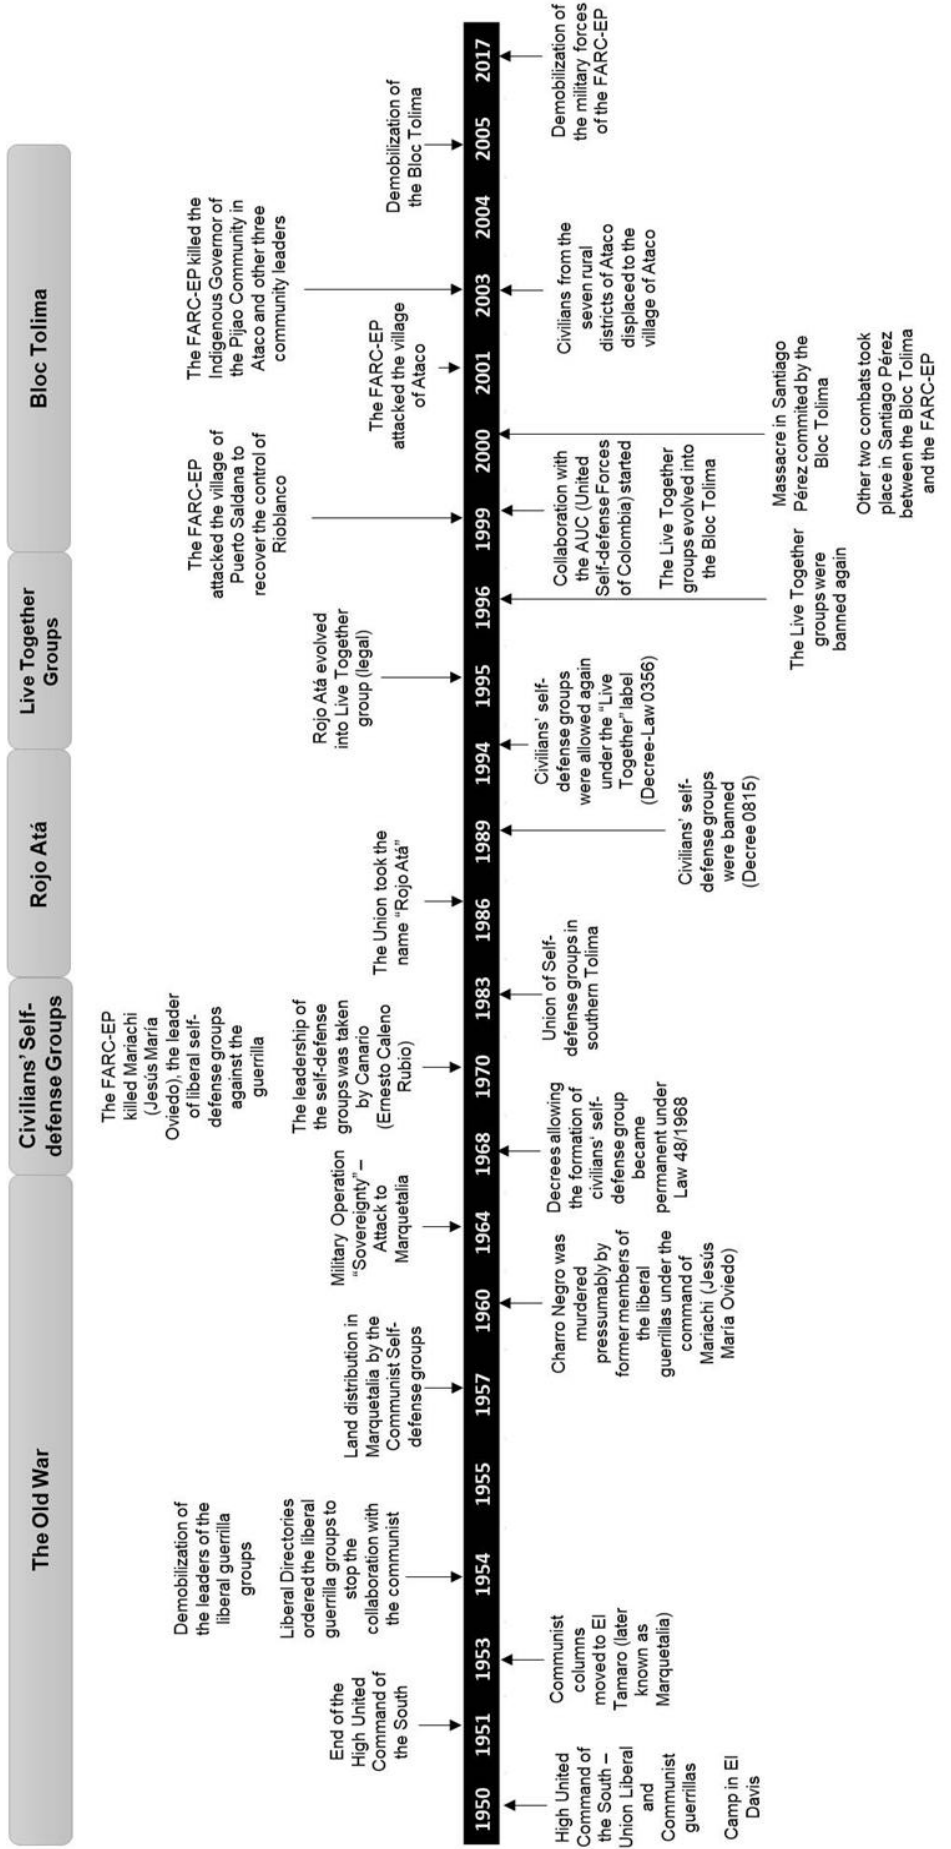 The Old War
Civilians' Self-
defense Groups
Rojo Atá
Live Together
Groups
Bloc Tolima
End of the
High United
Command of
the South
Demobilization of
the leaders of the
liberal guerrilla
groups
Liberal Directories
ordered the liberal
guerrilla groups to
stop the
collaboration with
the communist
Land distribution in
Marquetalia by the
Communist Self-
defense groups
Military Operation
"Sovereignty" –
Attack to
Marquetalia
The FARC-EP
killed Mariachi
(Jesús María
Oviedo), the leader
of liberal self-
defense groups
against the
guerrilla
The leadership of
the self-defense
groups was taken
by Canario
(Ernesto Caleno
Rubio)
The Union took the
name "Rojo Atá"
Rojo Atá evolved
into Live Together
group (legal)
The FARC-EP
attacked the village of
Puerto Saldana to
recover the control of
Rioblanco
The FARC-EP
attacked the village
of Ataco
The FARC-EP killed the
Indigenous Governor of
the Pijao Community in
Ataco and other three
community leaders
Demobilization of
the Bloc Tolima
1950
1951
1953
1954
1955
1957
1960
1964
1968
1970
1983
1986
1989
1994
1995
1996
1999
2000
2001
2003
2004
2005
2017
High United
Command of
the South –
Union Liberal
and
Communist
guerrillas
Camp in El
Davis
Communist
columns
moved to El
Tamaro (later
known as
Marquetalia)
Charro Negro was
murdered
pressumably by
former members of
the liberal
guerrillas under the
command of
Mariachi (Jesús
María Oviedo)
Decrees allowing
the formation of
civilians' self-
defense group
became
permanent under
Law 48/1968
Union of Self-
defense groups in
southern Tolima
Civilians' self-
defense groups
were banned
(Decree 0815)
Civilians' self-
defense groups
were allowed again
under the "Live
Together" label
(Decree-Law 0356)
The Live Together
groups were
banned again
Collaboration with
the AUC (United
Self-defense Forces
of Colombia) started
The Live Together
groups evolved into
the Bloc Tolima
Massacre in Santiago
Pérez commited by the
Bloc Tolima
Other two combats took
place in Santiago Pérez
between the Bloc Tolima
and the FARC-EP
Civilians from the
seven rural
districts of Ataco
displaced to the
village of Ataco
Demobilization of
the military forces
of the FARC-EP